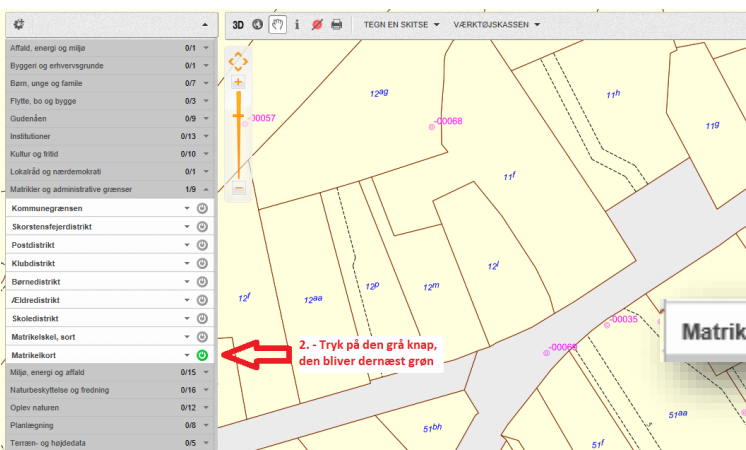 3D i TEGN EN SKITSE VÆRKTØJSKASSEN
Affald, energi og miljø 0/1
Byggeri og erhvervsgrunde 0/1
Børn, unge og familie 0/7
Flytte, bo og bygge 0/3
Gudenåen 0/9
Institutioner 0/13
Kultur og fritid 0/10
Lokalråd og nærdemokrati 0/1
Matrikler og administrative grænser 1/9
Kommunegrænsen
Skorstensfejerdistrikt
Postdistrikt
Klubdistrikt
Børnedistrikt
Ældredistrikt
Skoledistrikt
Matrikelskel, sort
Matrikelkort
Miljø, energi og affald 0/15
Naturbeskyttelse og fredning 0/16
Oplev naturen 0/12
Planlægning 0/8
Terræn- og højdedata 0/5
2. - Tryk på den grå knap,
den bliver dernæst grøn
12ag
11h
-00057
-00068
11g
11f
12l
12p
12m
12f
12aa
-00035
Matrik
51aa
51bh
51f